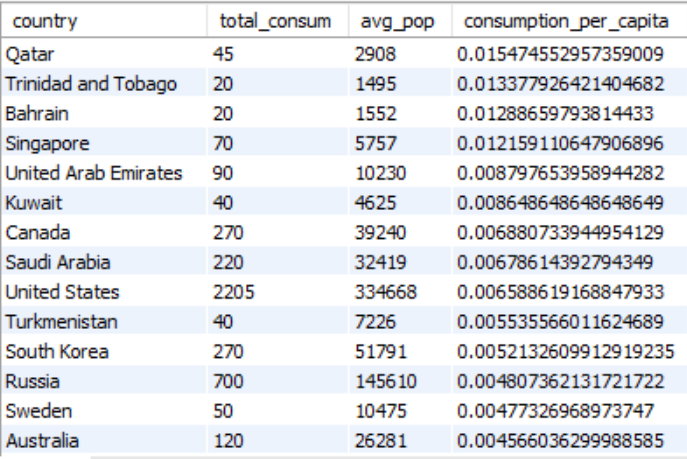 country total_consum avg_pop consumption_per_capita
Qatar 45 2908 0.015474552957359009
Trinidad and Tobago 20 1495 0.013377926421404682
Bahrain 20 1552 0.01288659793814433
Singapore 70 5757 0.012159110647906896
United Arab Emirates 90 10230 0.008797653958944282
Kuwait 40 4625 0.008648648648648649
Canada 270 39240 0.006880733944954129
Saudi Arabia 220 32419 0.00678614392794349
United States 2205 334668 0.006588619168847933
Turkmenistan 40 7226 0.005535566011624689
South Korea 270 51791 0.0052132609912919235
Russia 700 145610 0.004807362131721722
Sweden 50 10475 0.00477326968973747
Australia 120 26281 0.004566036299988585